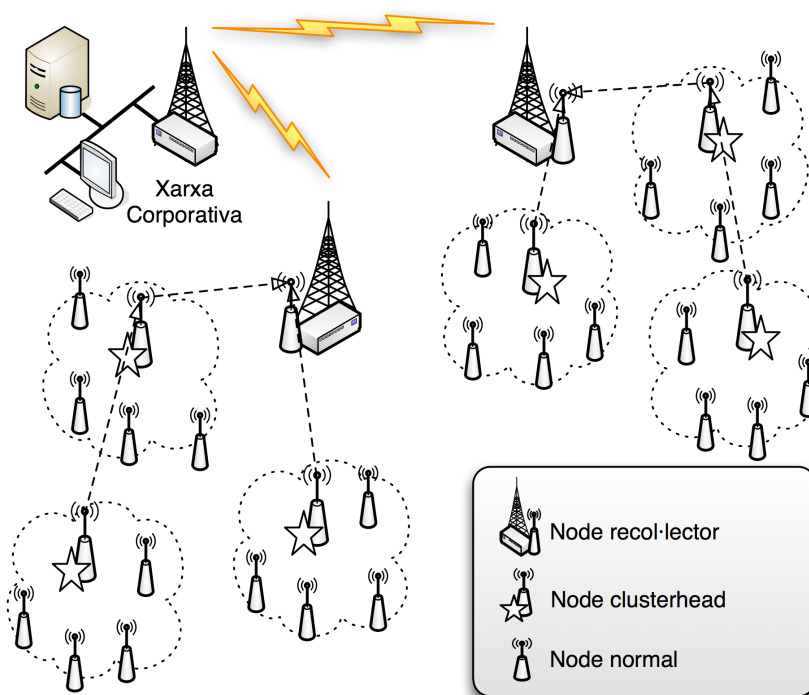 Xarxa
Corporativa
Node recol·lector
Node clusterhead
Node normal